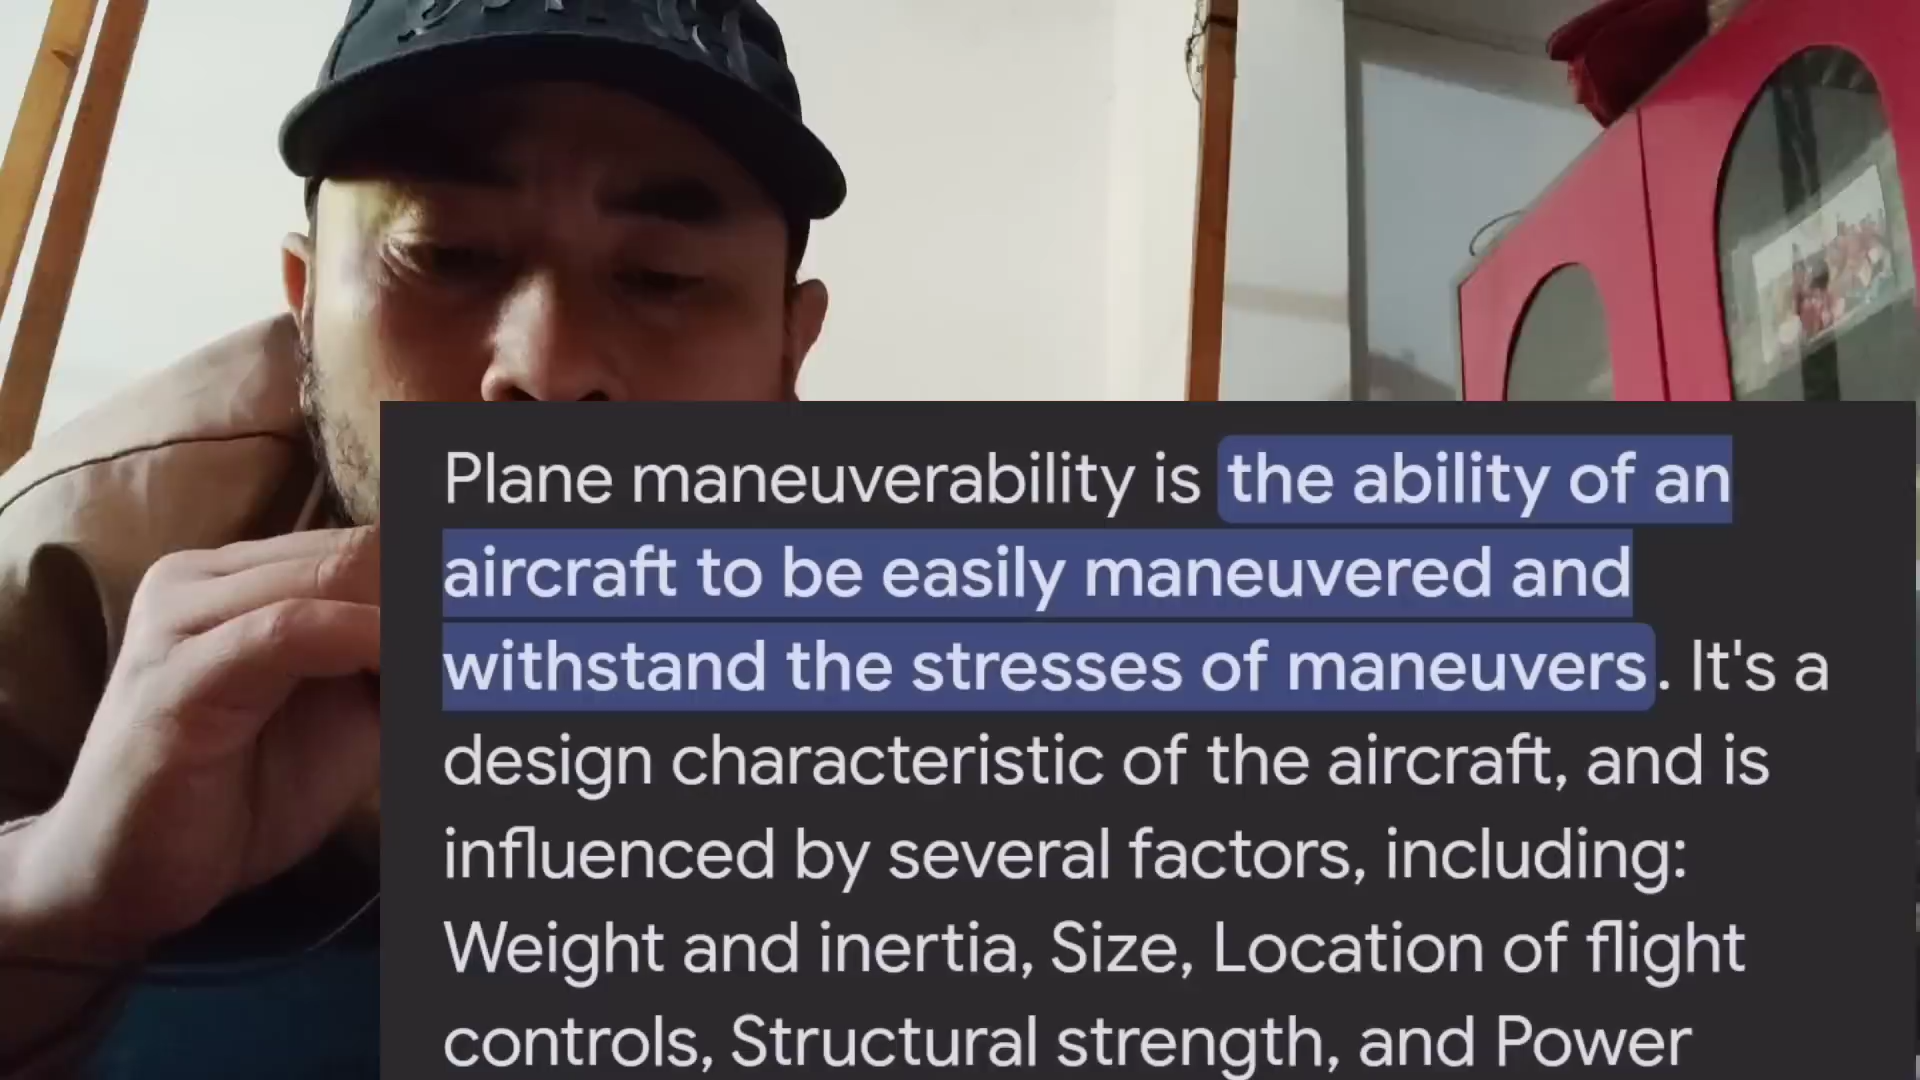 Plane maneuverability is the ability of an
aircraft to be easily maneuvered and
withstand the stresses of maneuvers. It's a
design characteristic of the aircraft, and is
influenced by several factors, including:
Weight and inertia, Size, Location of flight
controls, Structural strength, and Power